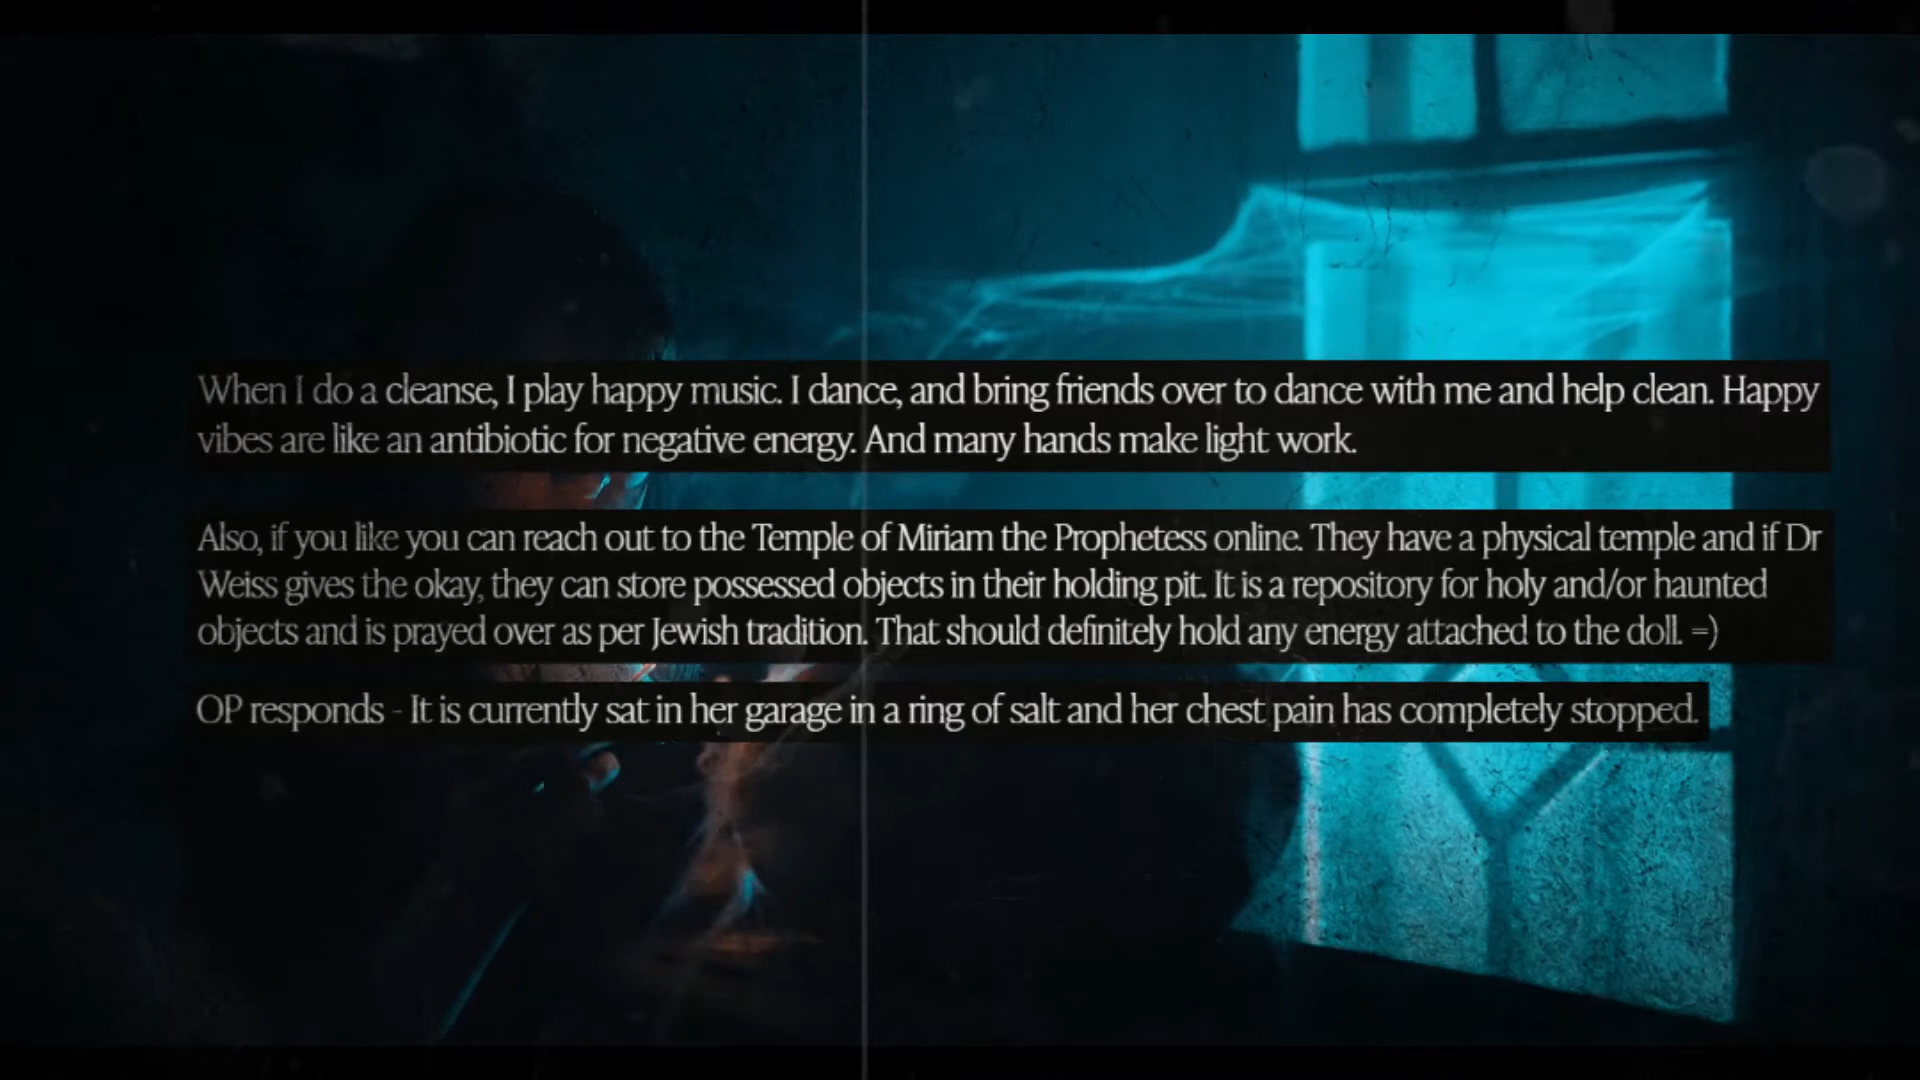 When I do a cleanse, I play happy music. I dance, and bring friends over to dance with me and help clean. Happy
vibes are like an antibiotic for negative energy. And many hands make light work.
Also, if you like you can reach out to the Temple of Miriam the Prophetess online. They have a physical temple and if Dr
Weiss gives the okay, they can store possessed objects in their holding pit. It is a repository for holy and/or haunted
objects and is prayed over as per Jewish tradition. That should definitely hold any energy attached to the doll. =)
OP responds - It is currently sat in her garage in a ring of salt and her chest pain has completely stopped.